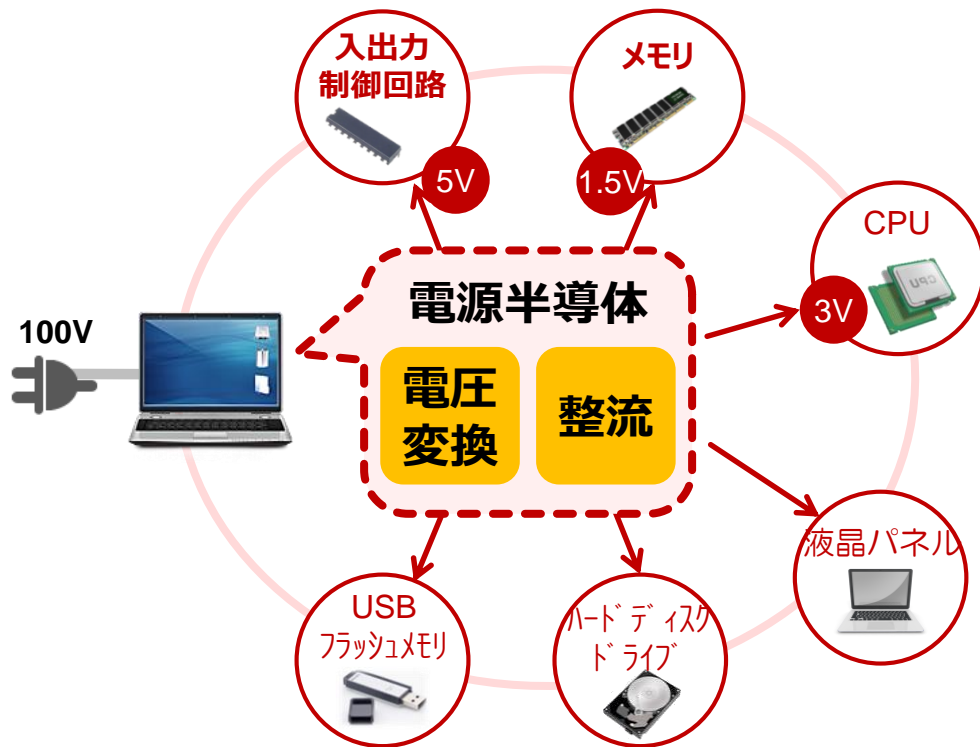 入出力
制御回路
5V
メモリ
1.5V
CPU
3V
100V
電源半導体
電圧
変換
整流
液晶パネル
USB
フラッシュメモリ
ハードディスク
ドライブ